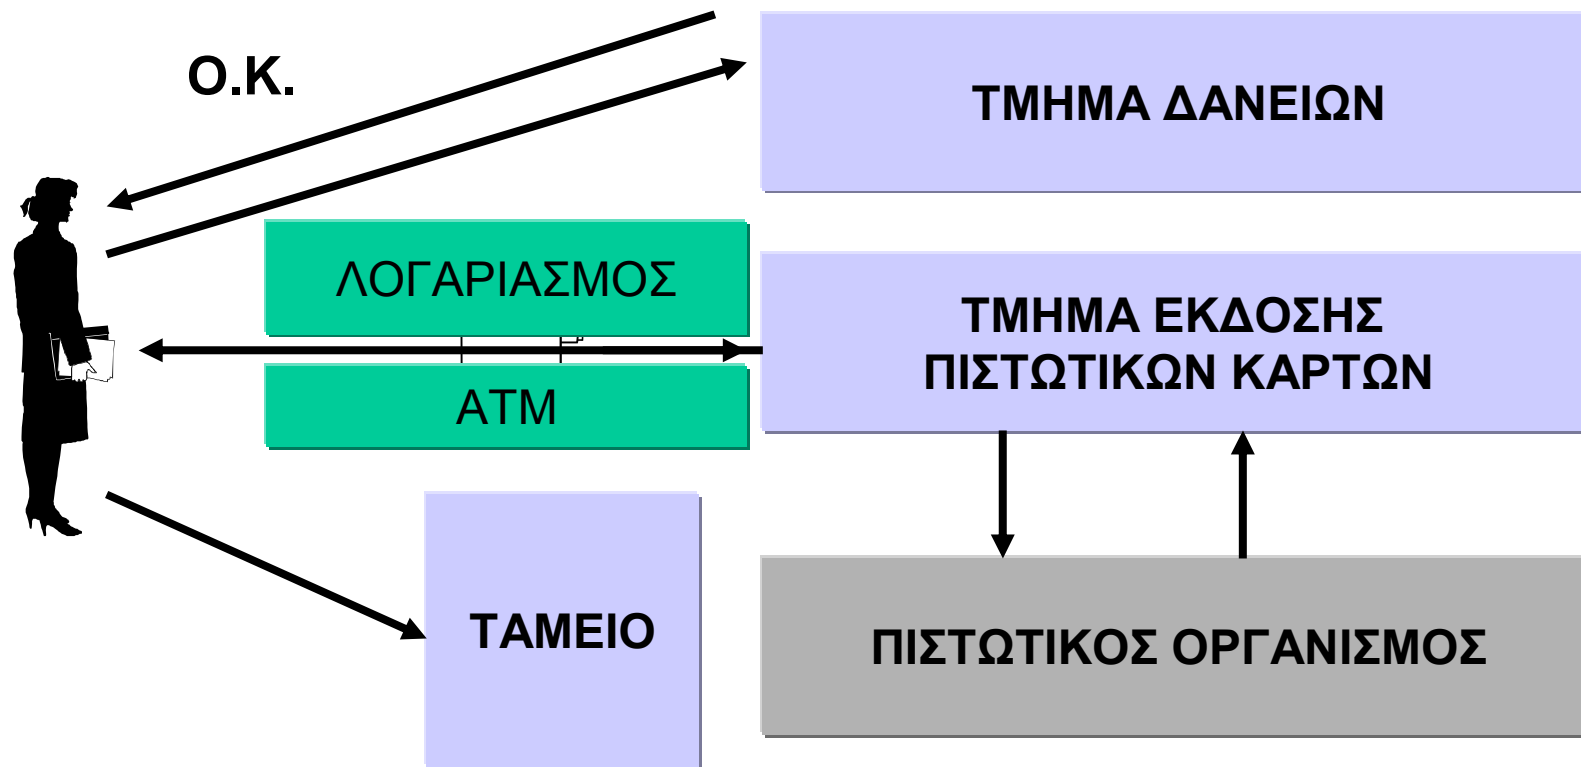 Ο.Κ.
ΤΜΗΜΑ ΔΑΝΕΙΩΝ
ΛΟΓΑΡΙΑΣΜΟΣ
ΤΜΗΜΑ ΕΚΔΟΣΗΣ
ΠΙΣΤΩΤΙΚΩΝ ΚΑΡΤΩΝ
ΑΤΜ
ΤΑΜΕΙΟ
ΠΙΣΤΩΤΙΚΟΣ ΟΡΓΑΝΙΣΜΟΣ